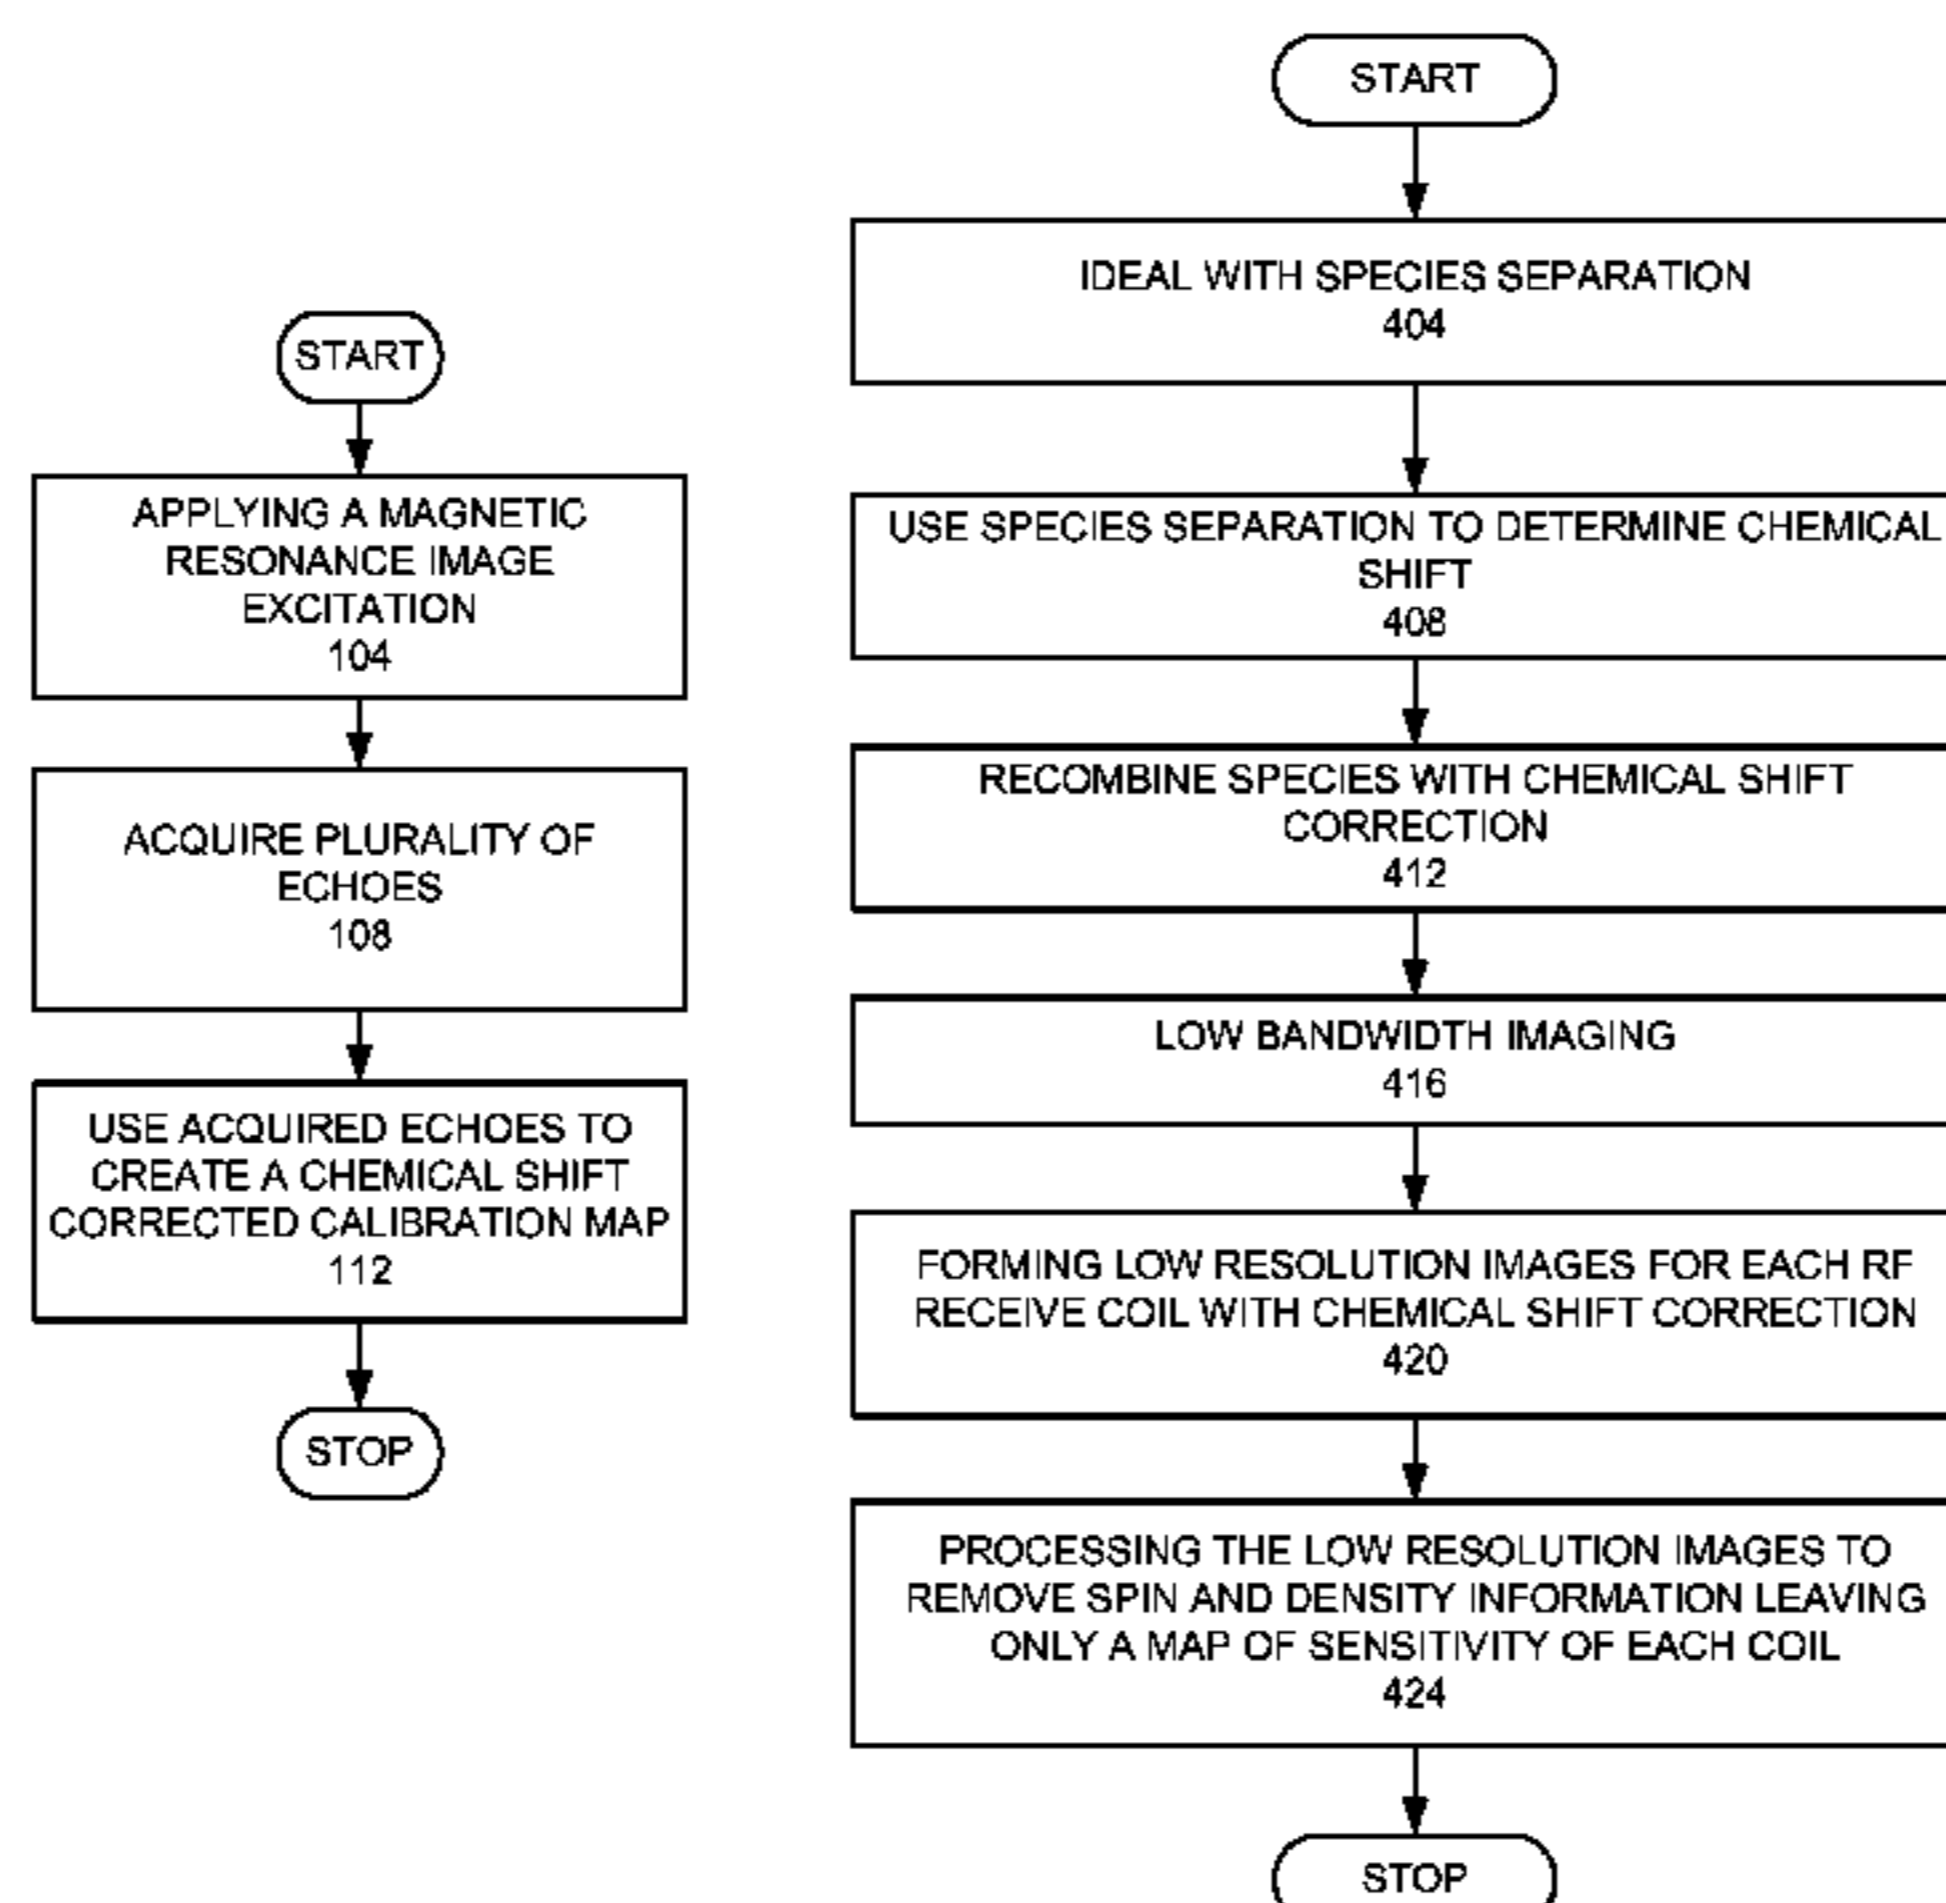 START
APPLYING A MAGNETIC
RESONANCE IMAGE
EXCITATION
104
ACQUIRE PLURALITY OF
ECHOES
108
USE ACQUIRED ECHOES TO
CREATE A CHEMICAL SHIFT
CORRECTED CALIBRATION MAP
112
STOP
START
IDEAL WITH SPECIES SEPARATION
404
USE SPECIES SEPARATION TO DETERMINE CHEMICAL
SHIFT
408
RECOMBINE SPECIES WITH CHEMICAL SHIFT
CORRECTION
412
LOW BANDWIDTH IMAGING
416
FORMING LOW RESOLUTION IMAGES FOR EACH RF
RECEIVE COIL WITH CHEMICAL SHIFT CORRECTION
420
PROCESSING THE LOW RESOLUTION IMAGES TO
REMOVE SPIN AND DENSITY INFORMATION LEAVING
ONLY A MAP OF SENSITIVITY OF EACH COIL
424
STOP